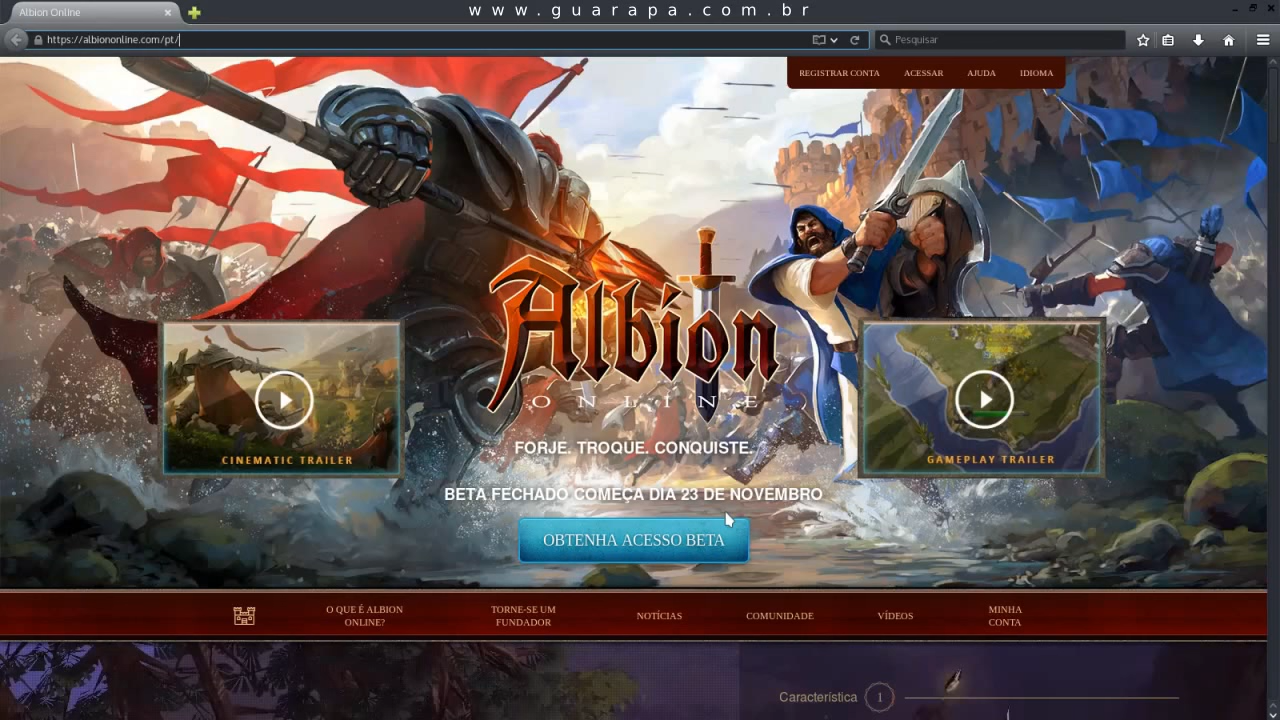 www.guarapa.com.br
Albion Online
https://albiononline.com/pt/
Pesquisar
REGISTRAR CONTA
ACESSAR
AJUDA
IDIOMA
Albion
ONLINE
CINEMATIC TRAILER
GAMEPLAY TRAILER
FORJE. TROQUE. CONQUISTE.
BETA FECHADO COMEÇA DIA 23 DE NOVEMBRO
OBTENHA ACESSO BETA
O QUE É ALBION
ONLINE?
TORNE-SE UM
FUNDADOR
NOTÍCIAS
COMUNIDADE
VÍDEOS
MINHA
CONTA
Característica 1